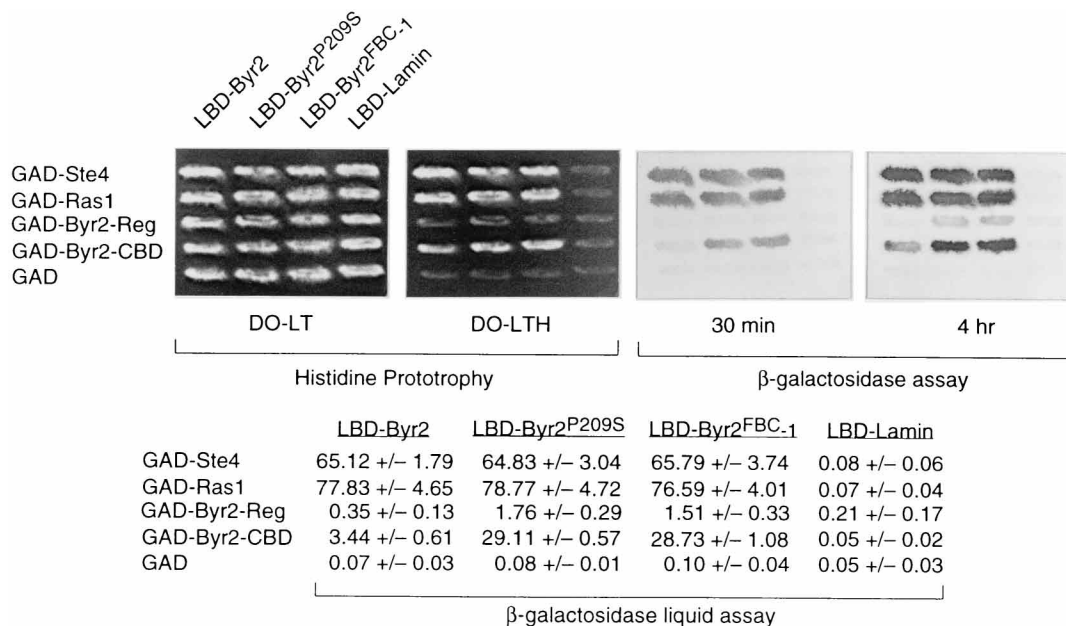 LBD-Byr2
LBD-Byr2P209S
LBD-Byr2FBC-1
LBD-Lamin
GAD-Ste4
GAD-Ras1
GAD-Byr2-Reg
GAD-Byr2-CBD
GAD
DO-LT
DO-LTH
30 min
4 hr
Histidine Prototrophy
β-galactosidase assay
LBD-Byr2 LBD-Byr2P209S LBD-Byr2FBC-1 LBD-Lamin
GAD-Ste4 65.12 +/− 1.79 64.83 +/− 3.04 65.79 +/− 3.74 0.08 +/− 0.06
GAD-Ras1 77.83 +/− 4.65 78.77 +/− 4.72 76.59 +/− 4.01 0.07 +/− 0.04
GAD-Byr2-Reg 0.35 +/− 0.13 1.76 +/− 0.29 1.51 +/− 0.33 0.21 +/− 0.17
GAD-Byr2-CBD 3.44 +/− 0.61 29.11 +/− 0.57 28.73 +/− 1.08 0.05 +/− 0.02
GAD 0.07 +/− 0.03 0.08 +/− 0.01 0.10 +/− 0.04 0.05 +/− 0.03
β-galactosidase liquid assay